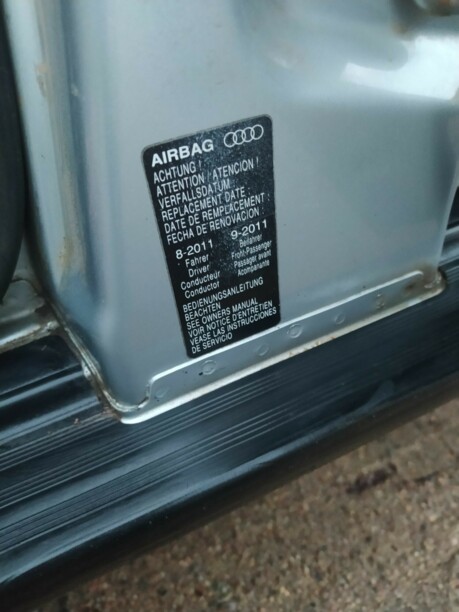 AIRBAG
ACHTUNG !
ATTENTION / ATENCION !
VERFALLSDATUM :
REPLACEMENT DATE :
DATE DE REMPLACEMENT :
FECHA DE RENOVACION :
8-2011 9-2011
Fahrer Beifahrer
Driver Front-Passenger
Conducteur Passager avant
Conductor Acompanante
BEDIENUNGSANLEITUNG
BEACHTEN
SEE OWNERS MANUAL
VOIR NOTICE D'ENTRETIEN
VEASE LAS INSTRUCCIONES
DE SERVICIO